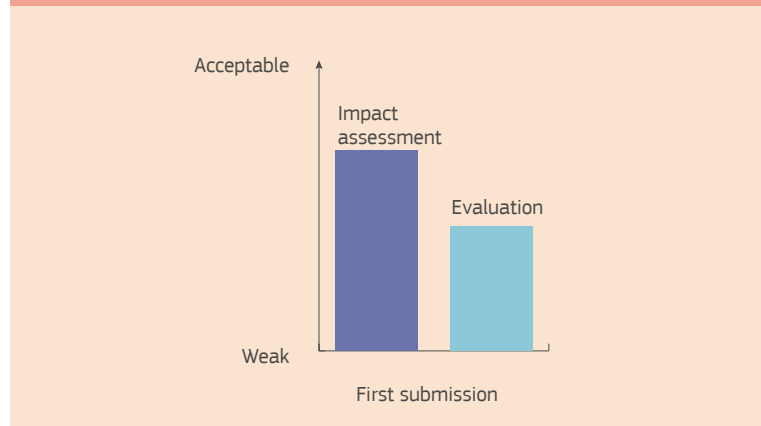 Acceptable
Impact
assessment
Evaluation
Weak
First submission